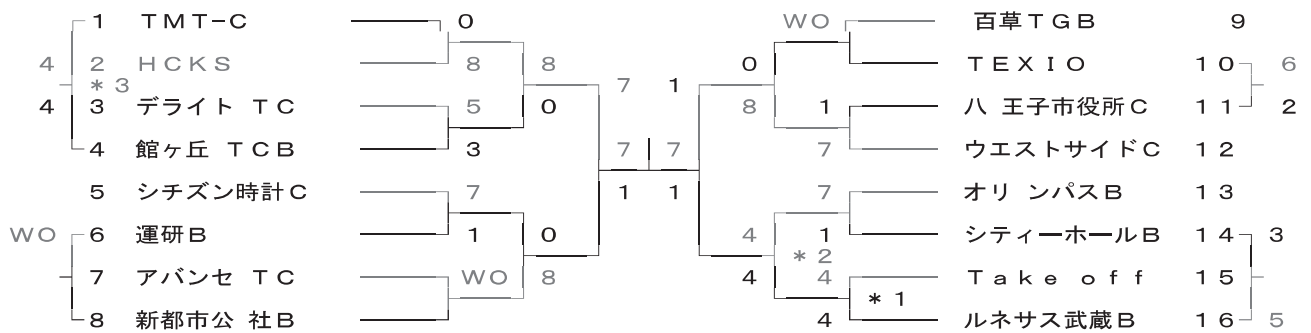 1 TMT-C 0 WO 百草TGB 9
4 2 HCKS 8 8 0 TEXIO 10 6
*3 7 1
4 3 デライト TC 5 0 8 1 八 王子市役所C 11 2
4 館ヶ丘 TCB 3 7 7 7 ウエストサイドC 12
5 シチズン時計C 7 1 1 7 オリ ンパスB 13
WO 6 運研B 1 0 4 1 シティーホールB 14 3
*2
7 アバンセ TC WO 8 4 4 Take off 15
*1
8 新都市公 社B 4 ルネサス武蔵B 16 5